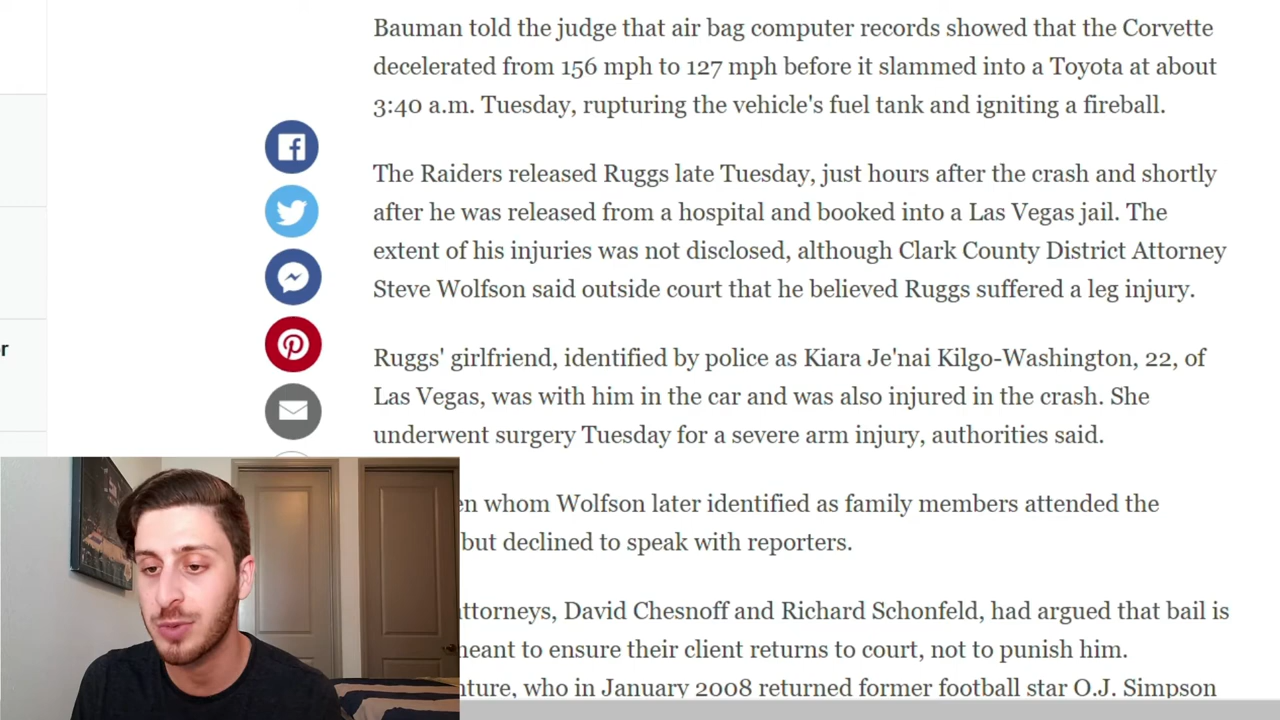 Bauman told the judge that air bag computer records showed that the Corvette
decelerated from 156 mph to 127 mph before it slammed into a Toyota at about
3:40 a.m. Tuesday, rupturing the vehicle's fuel tank and igniting a fireball.
The Raiders released Ruggs late Tuesday, just hours after the crash and shortly
after he was released from a hospital and booked into a Las Vegas jail. The
extent of his injuries was not disclosed, although Clark County District Attorney
Steve Wolfson said outside court that he believed Ruggs suffered a leg injury.
r
Ruggs' girlfriend, identified by police as Kiara Je'nai Kilgo-Washington, 22, of
Las Vegas, was with him in the car and was also injured in the crash. She
underwent surgery Tuesday for a severe arm injury, authorities said.
en whom Wolfson later identified as family members attended the
but declined to speak with reporters.
ttorneys, David Chesnoff and Richard Schonfeld, had argued that bail is
eant to ensure their client returns to court, not to punish him.
nture, who in January 2008 returned former football star O.J. Simpson